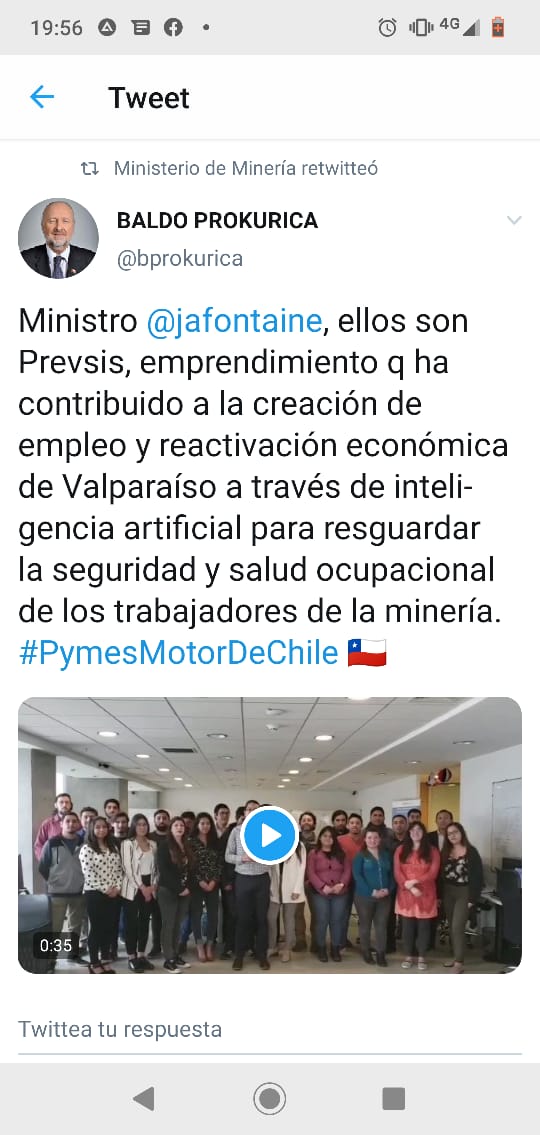 19:56
4G
Tweet
Ministerio de Minería retwitteó
BALDO PROKURICA
@bprokurica
Ministro @jafontaine, ellos son
Prevsis, emprendimiento q ha
contribuido a la creación de
empleo y reactivación económica
de Valparaíso a través de inteli-
gencia artificial para resguardar
la seguridad y salud ocupacional
de los trabajadores de la minería.
#PymesMotorDeChile 🇨🇱
0:35
Twittea tu respuesta